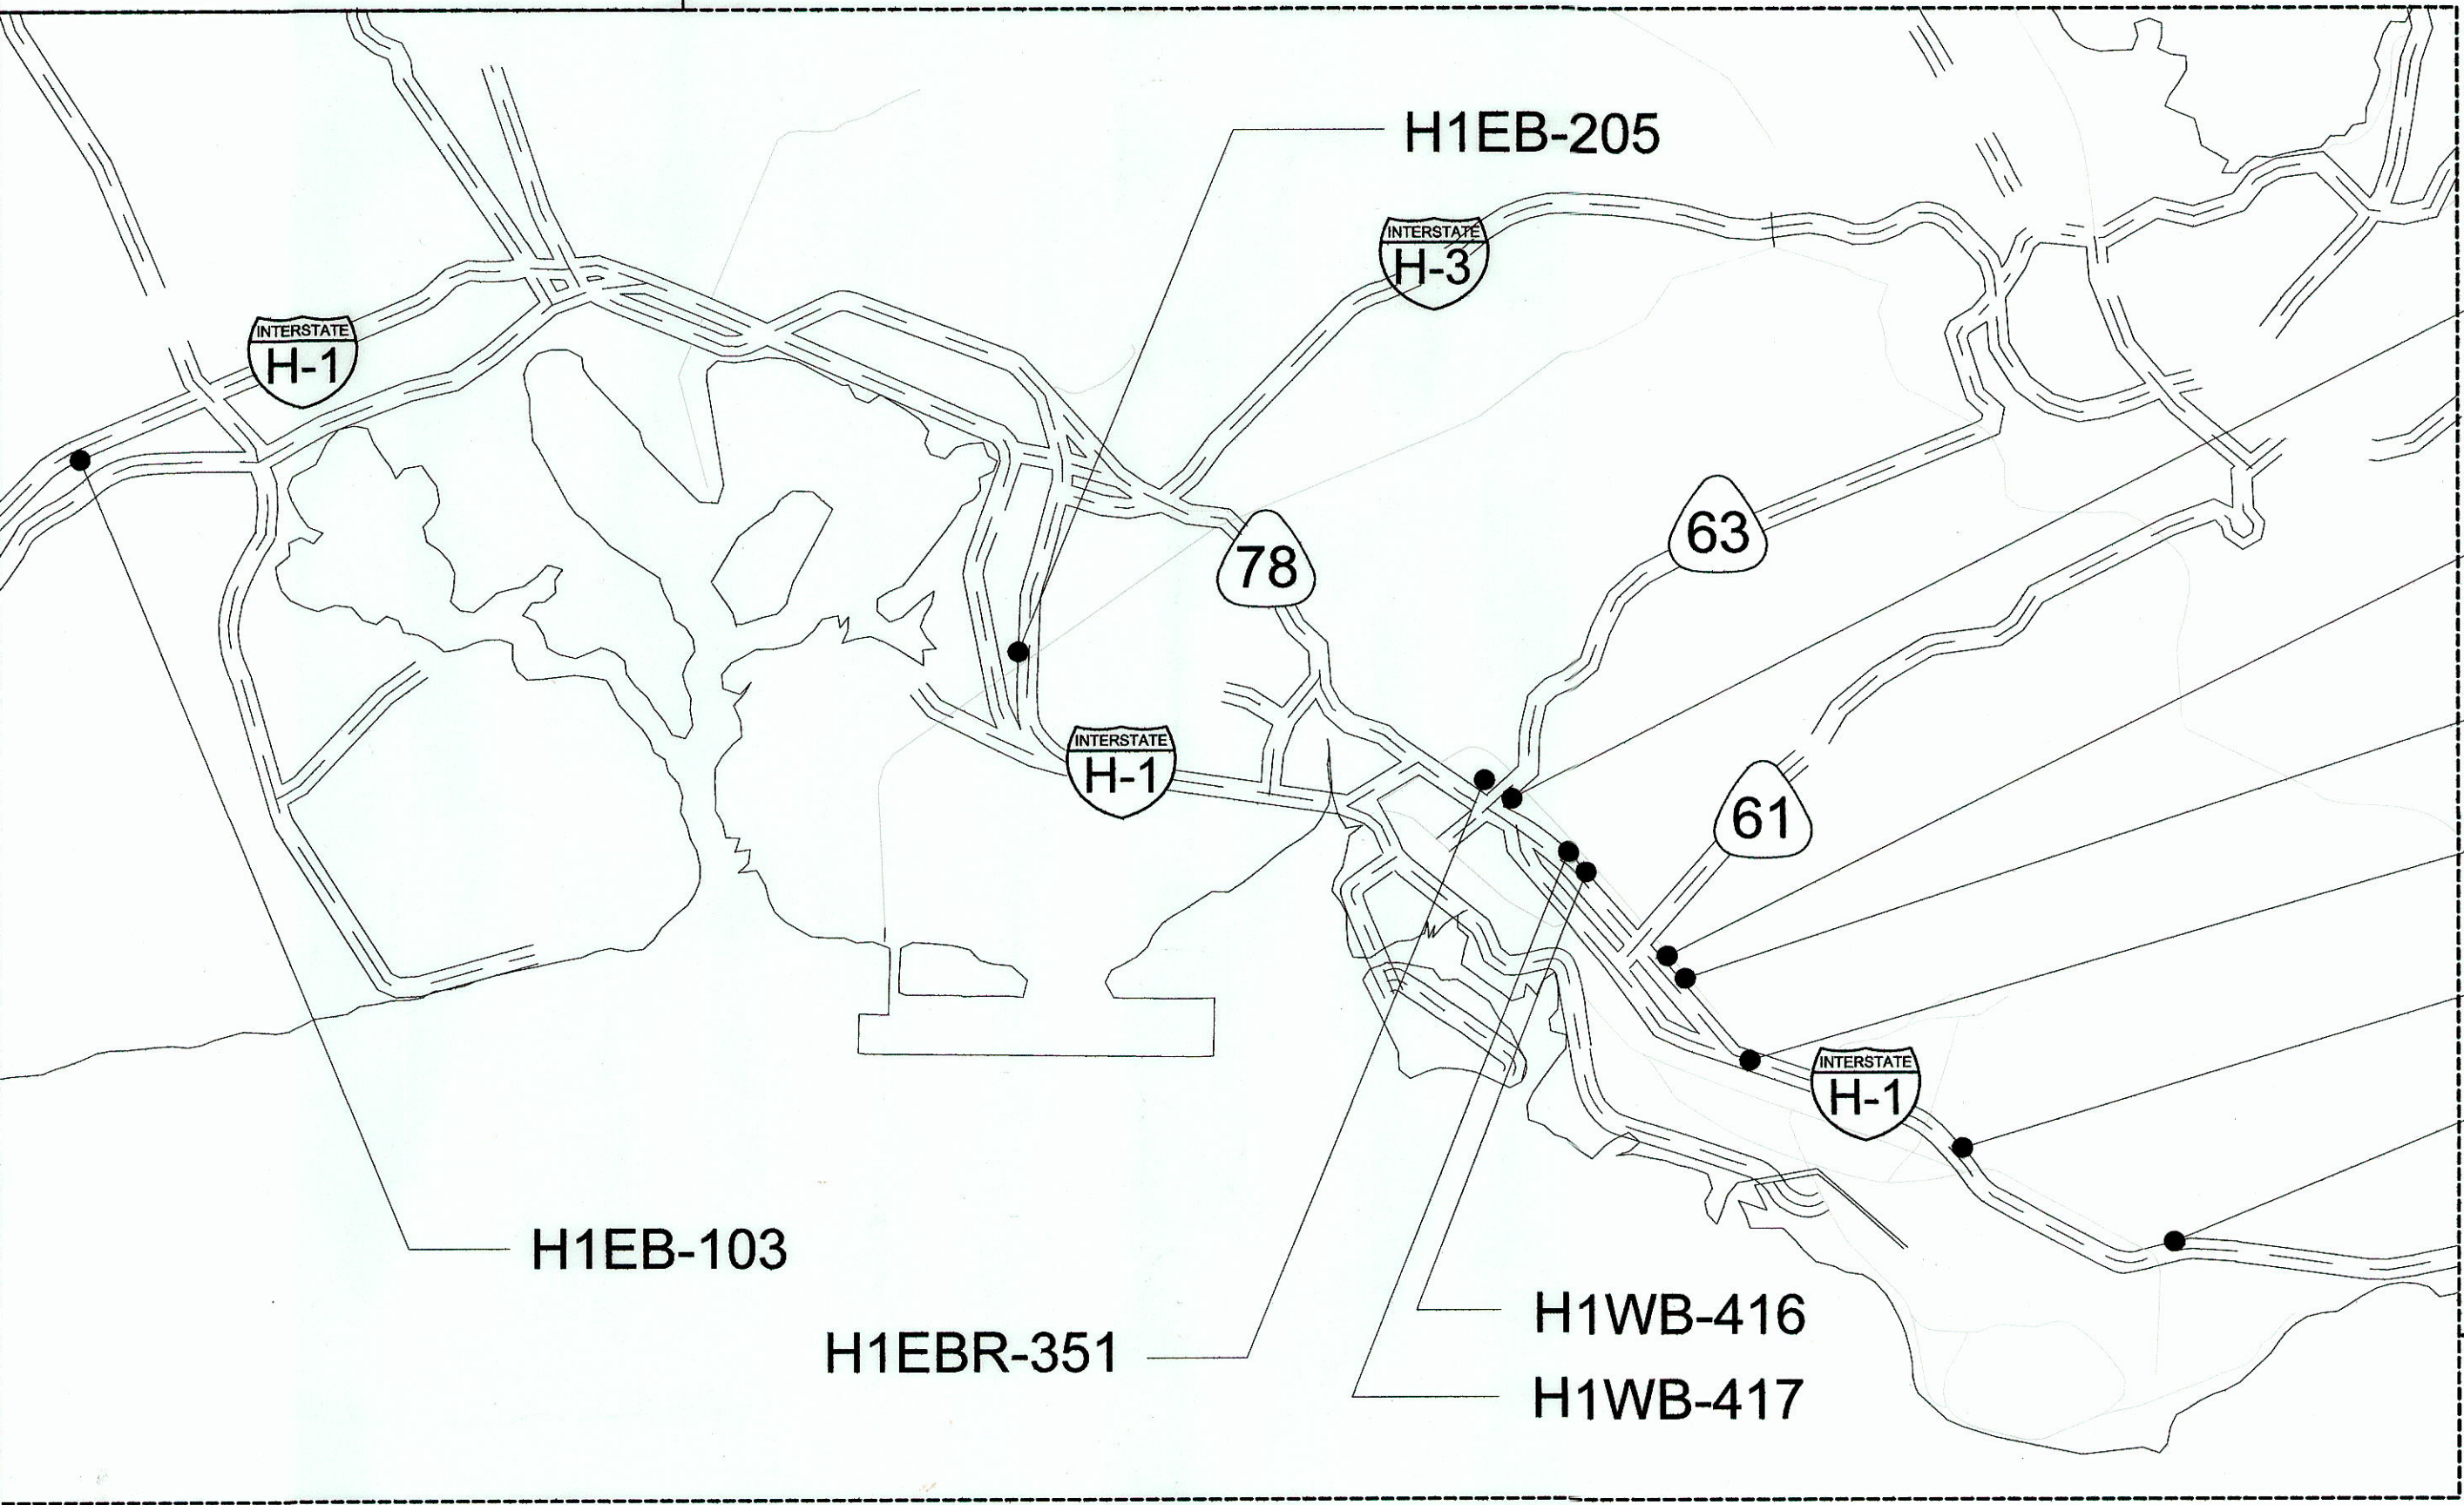 H1EB-205
INTERSTATE
H-3
INTERSTATE
H-1
63
78
INTERSTATE
H-1
61
INTERSTATE
H-1
H1EB-103
H1WB-416
H1EBR-351
H1WB-417